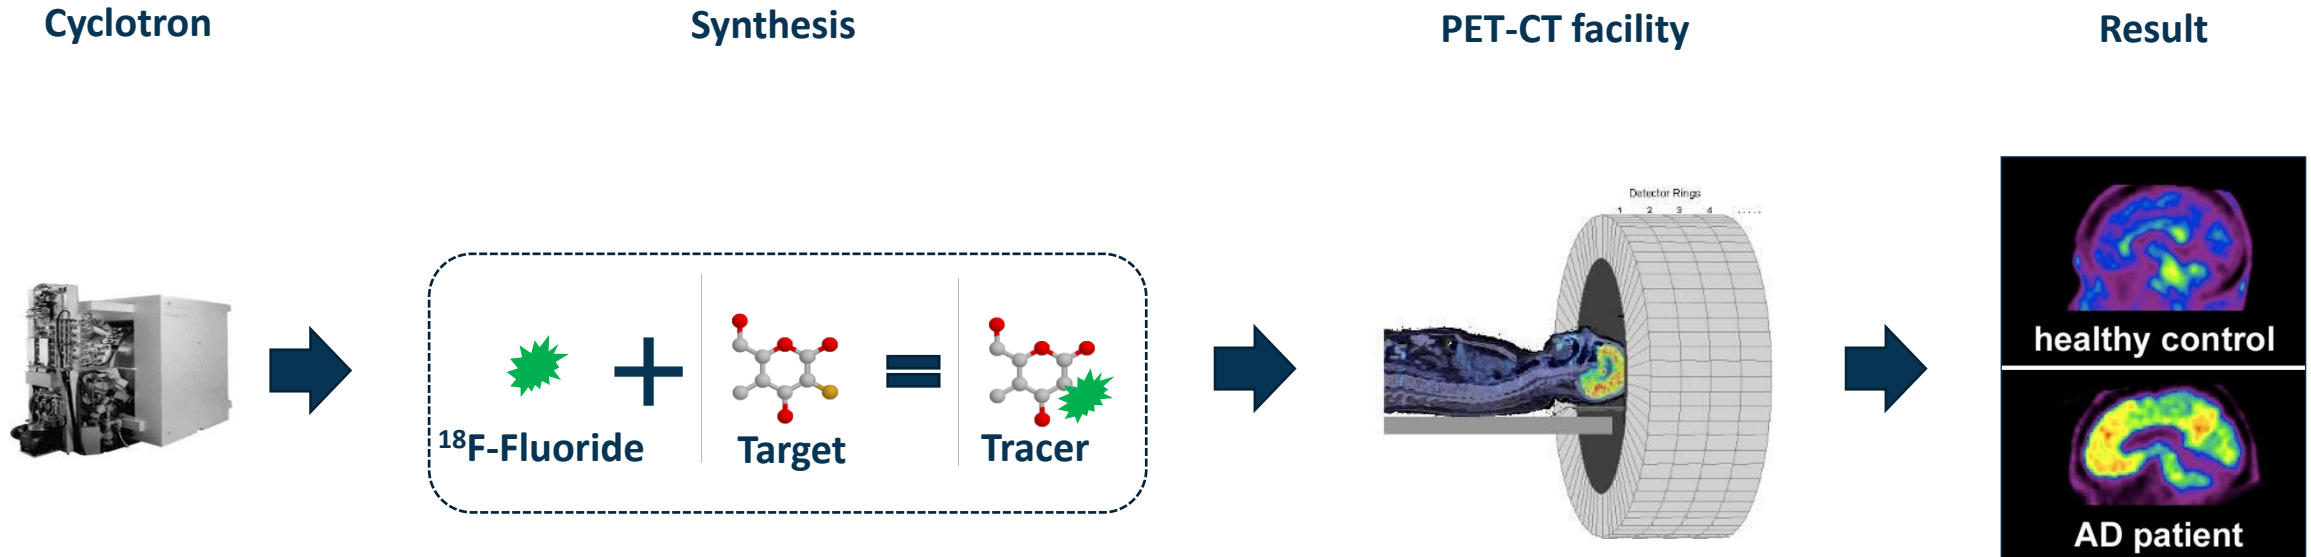 Cyclotron
Synthesis
PET-CT facility
Result
Detector Rings
1 2 3 4 .....
¹⁸F-Fluoride
Target
Tracer
healthy control
AD patient